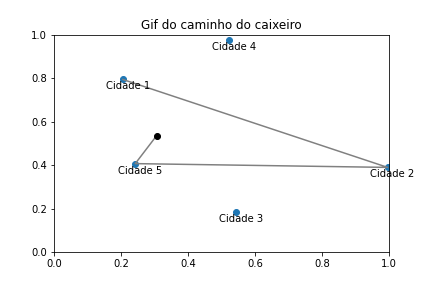 Gif do caminho do caixeiro
1.0
Cidade 4
0.8
Cidade 1
0.6
0.4
Cidade 5
Cidade 2
0.2
Cidade 3
0.0
0.0 0.2 0.4 0.6 0.8 1.0